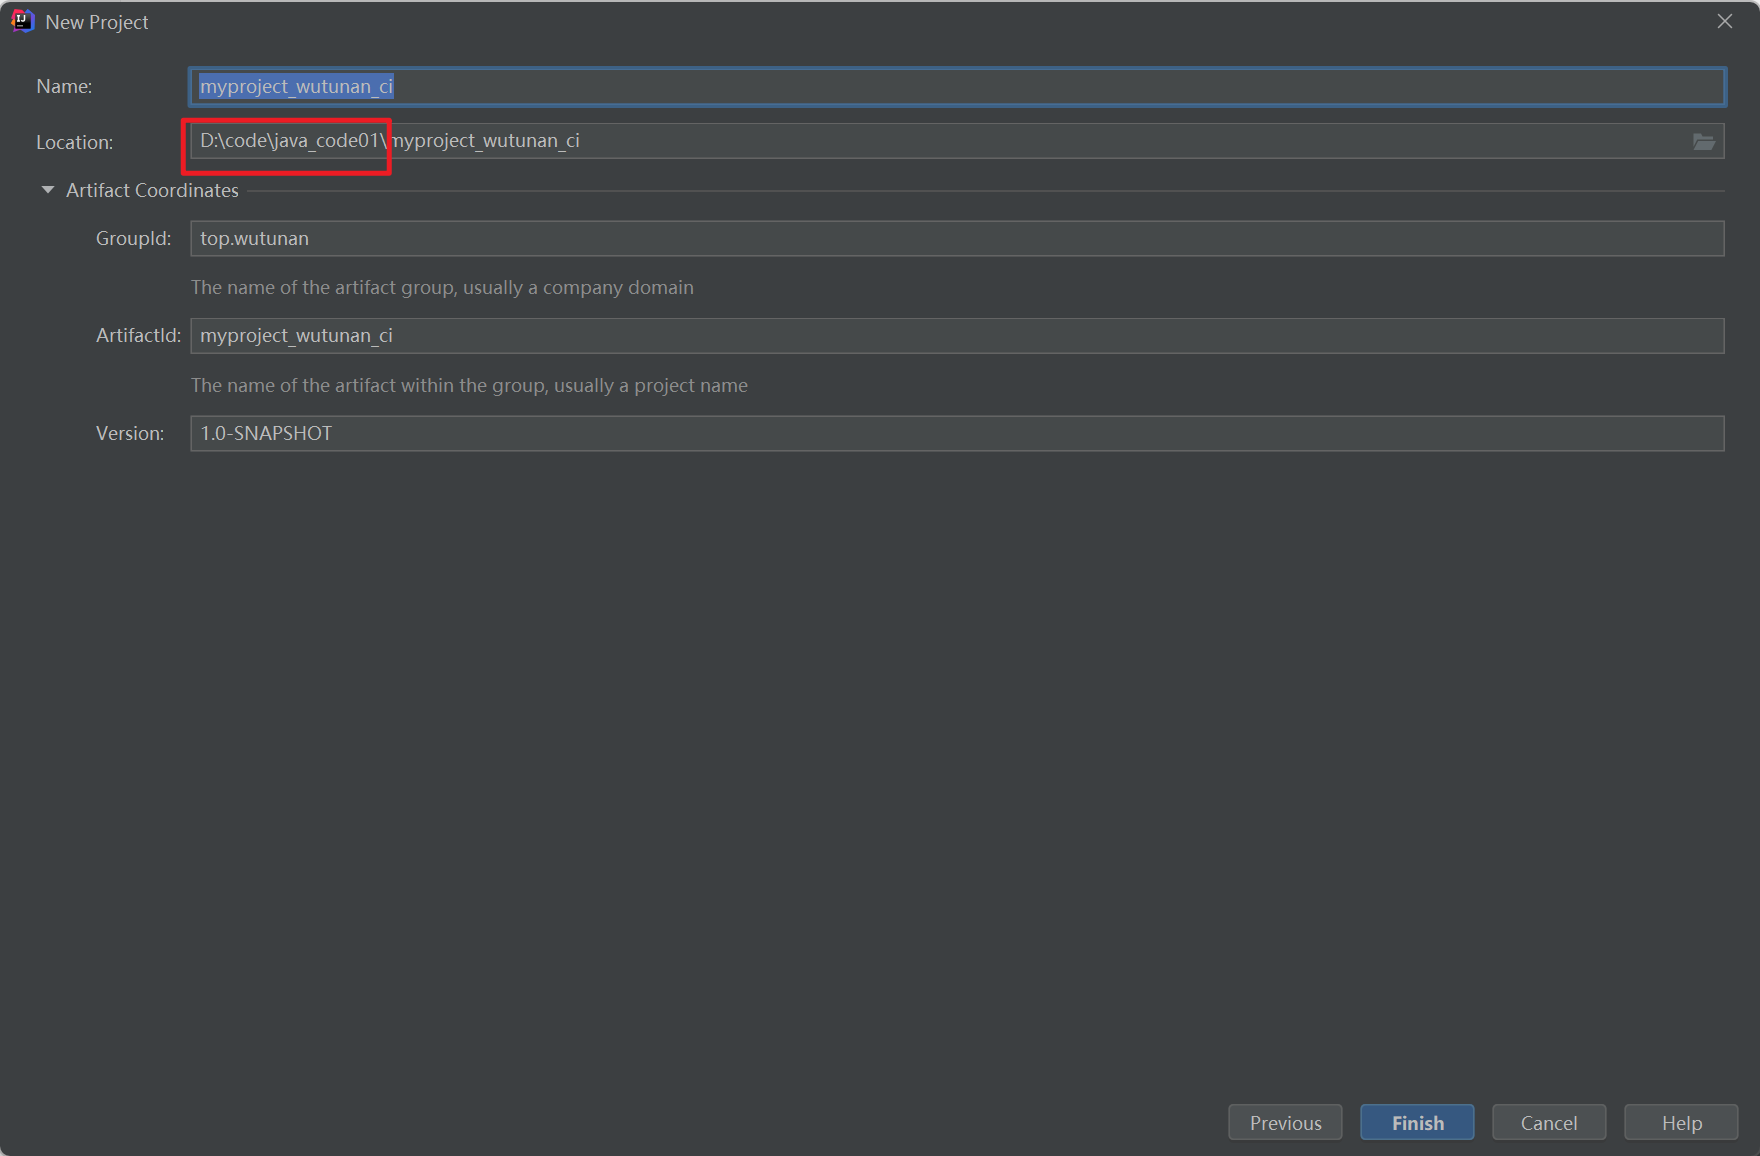 New Project
Name: myproject_wutunan_ci
Location: D:\code\java_code01\myproject_wutunan_ci
Artifact Coordinates
GroupId: top.wutunan
The name of the artifact group, usually a company domain
ArtifactId: myproject_wutunan_ci
The name of the artifact within the group, usually a project name
Version: 1.0-SNAPSHOT
Previous Finish Cancel Help